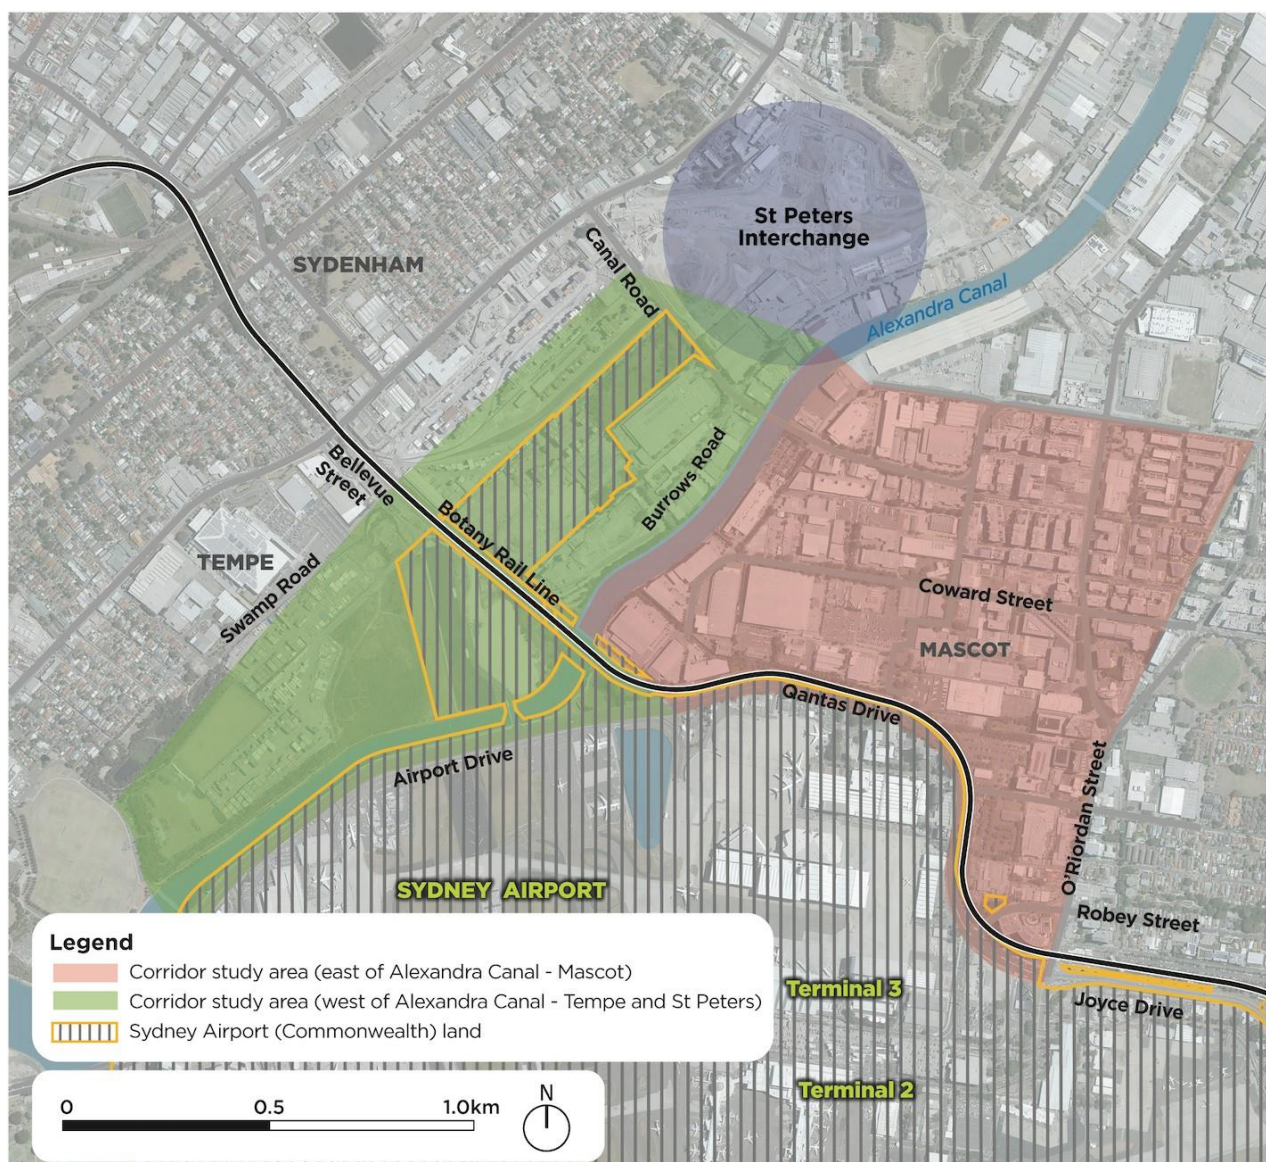 St Peters
Interchange
Canal Road
SYDENHAM
Alexandra Canal
Bellevue
Street
Burrows Road
Botany Rail Line
TEMPE
Swamp Road
Coward Street
MASCOT
Qantas Drive
Airport Drive
O'Riordan Street
SYDNEY AIRPORT
Robey Street
Terminal 3
Joyce Drive
Terminal 2
Legend
Corridor study area (east of Alexandra Canal - Mascot)
Corridor study area (west of Alexandra Canal - Tempe and St Peters)
Sydney Airport (Commonwealth) land
0 0.5 1.0km
N